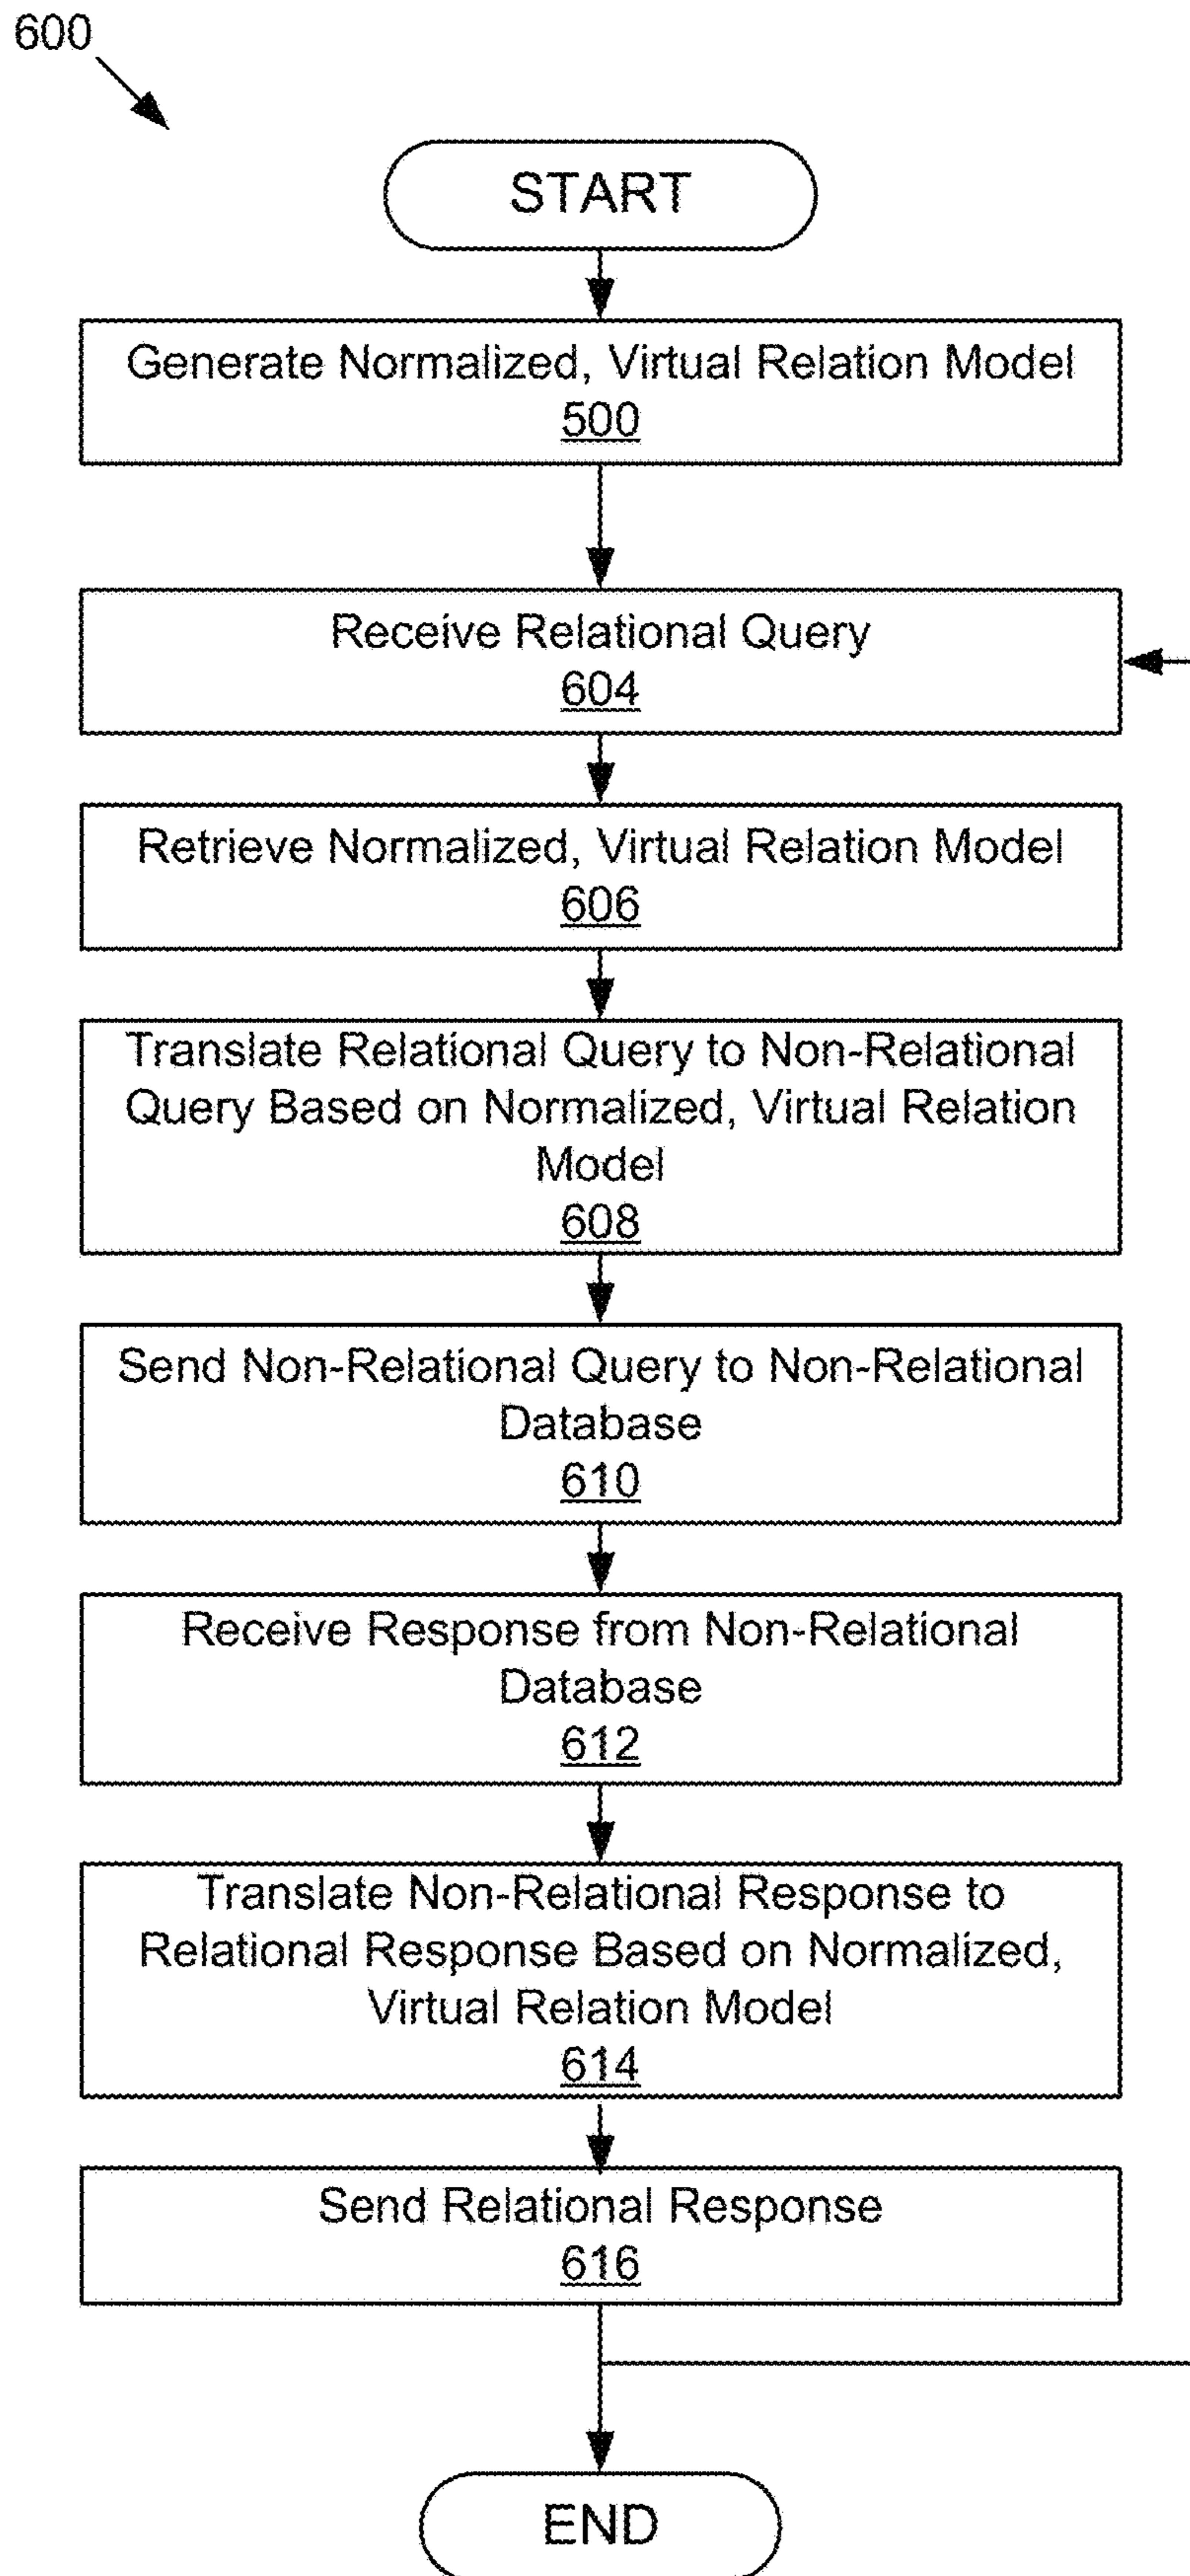 600
START
Generate Normalized, Virtual Relation Model
500
Receive Relational Query
604
Retrieve Normalized, Virtual Relation Model
606
Translate Relational Query to Non-Relational
Query Based on Normalized, Virtual Relation
Model
608
Send Non-Relational Query to Non-Relational
Database
610
Receive Response from Non-Relational
Database
612
Translate Non-Relational Response to
Relational Response Based on Normalized,
Virtual Relation Model
614
Send Relational Response
616
END